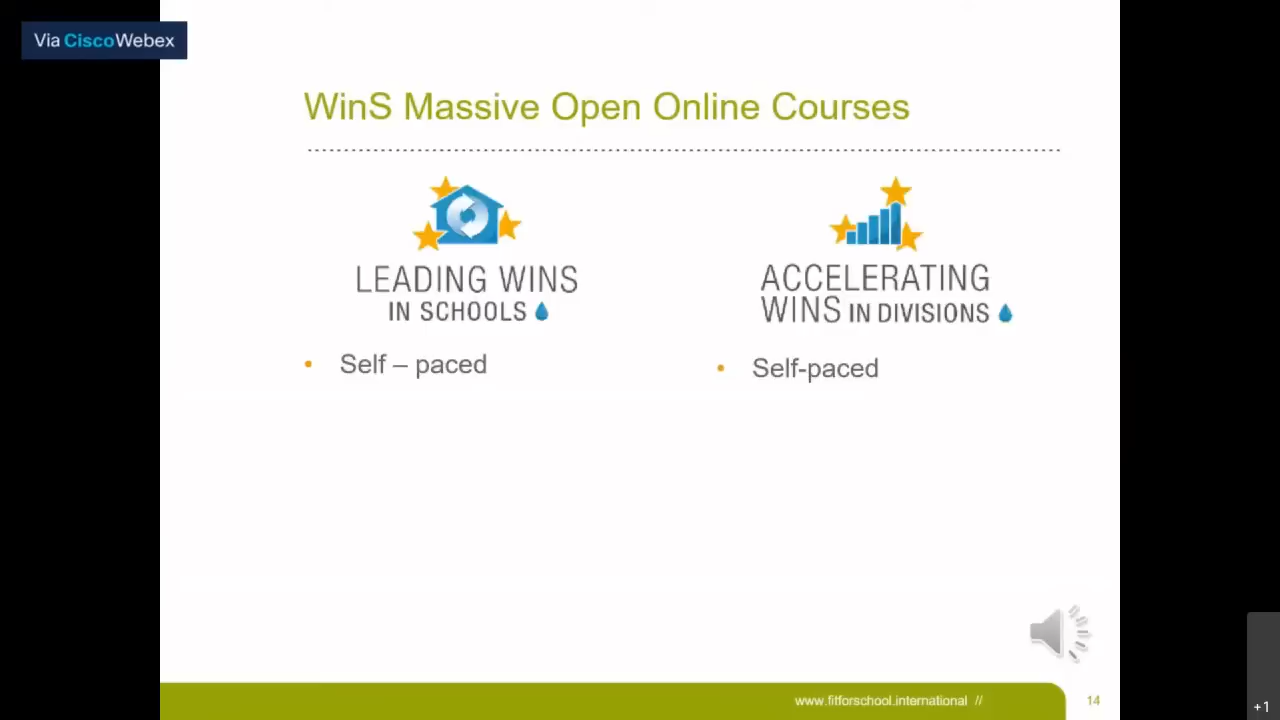 Via CiscoWebex
WinS Massive Open Online Courses
LEADING WINS
IN SCHOOLS
• Self – paced
ACCELERATING
WINS IN DIVISIONS
• Self-paced
www.fitforschool.international //
14
+1